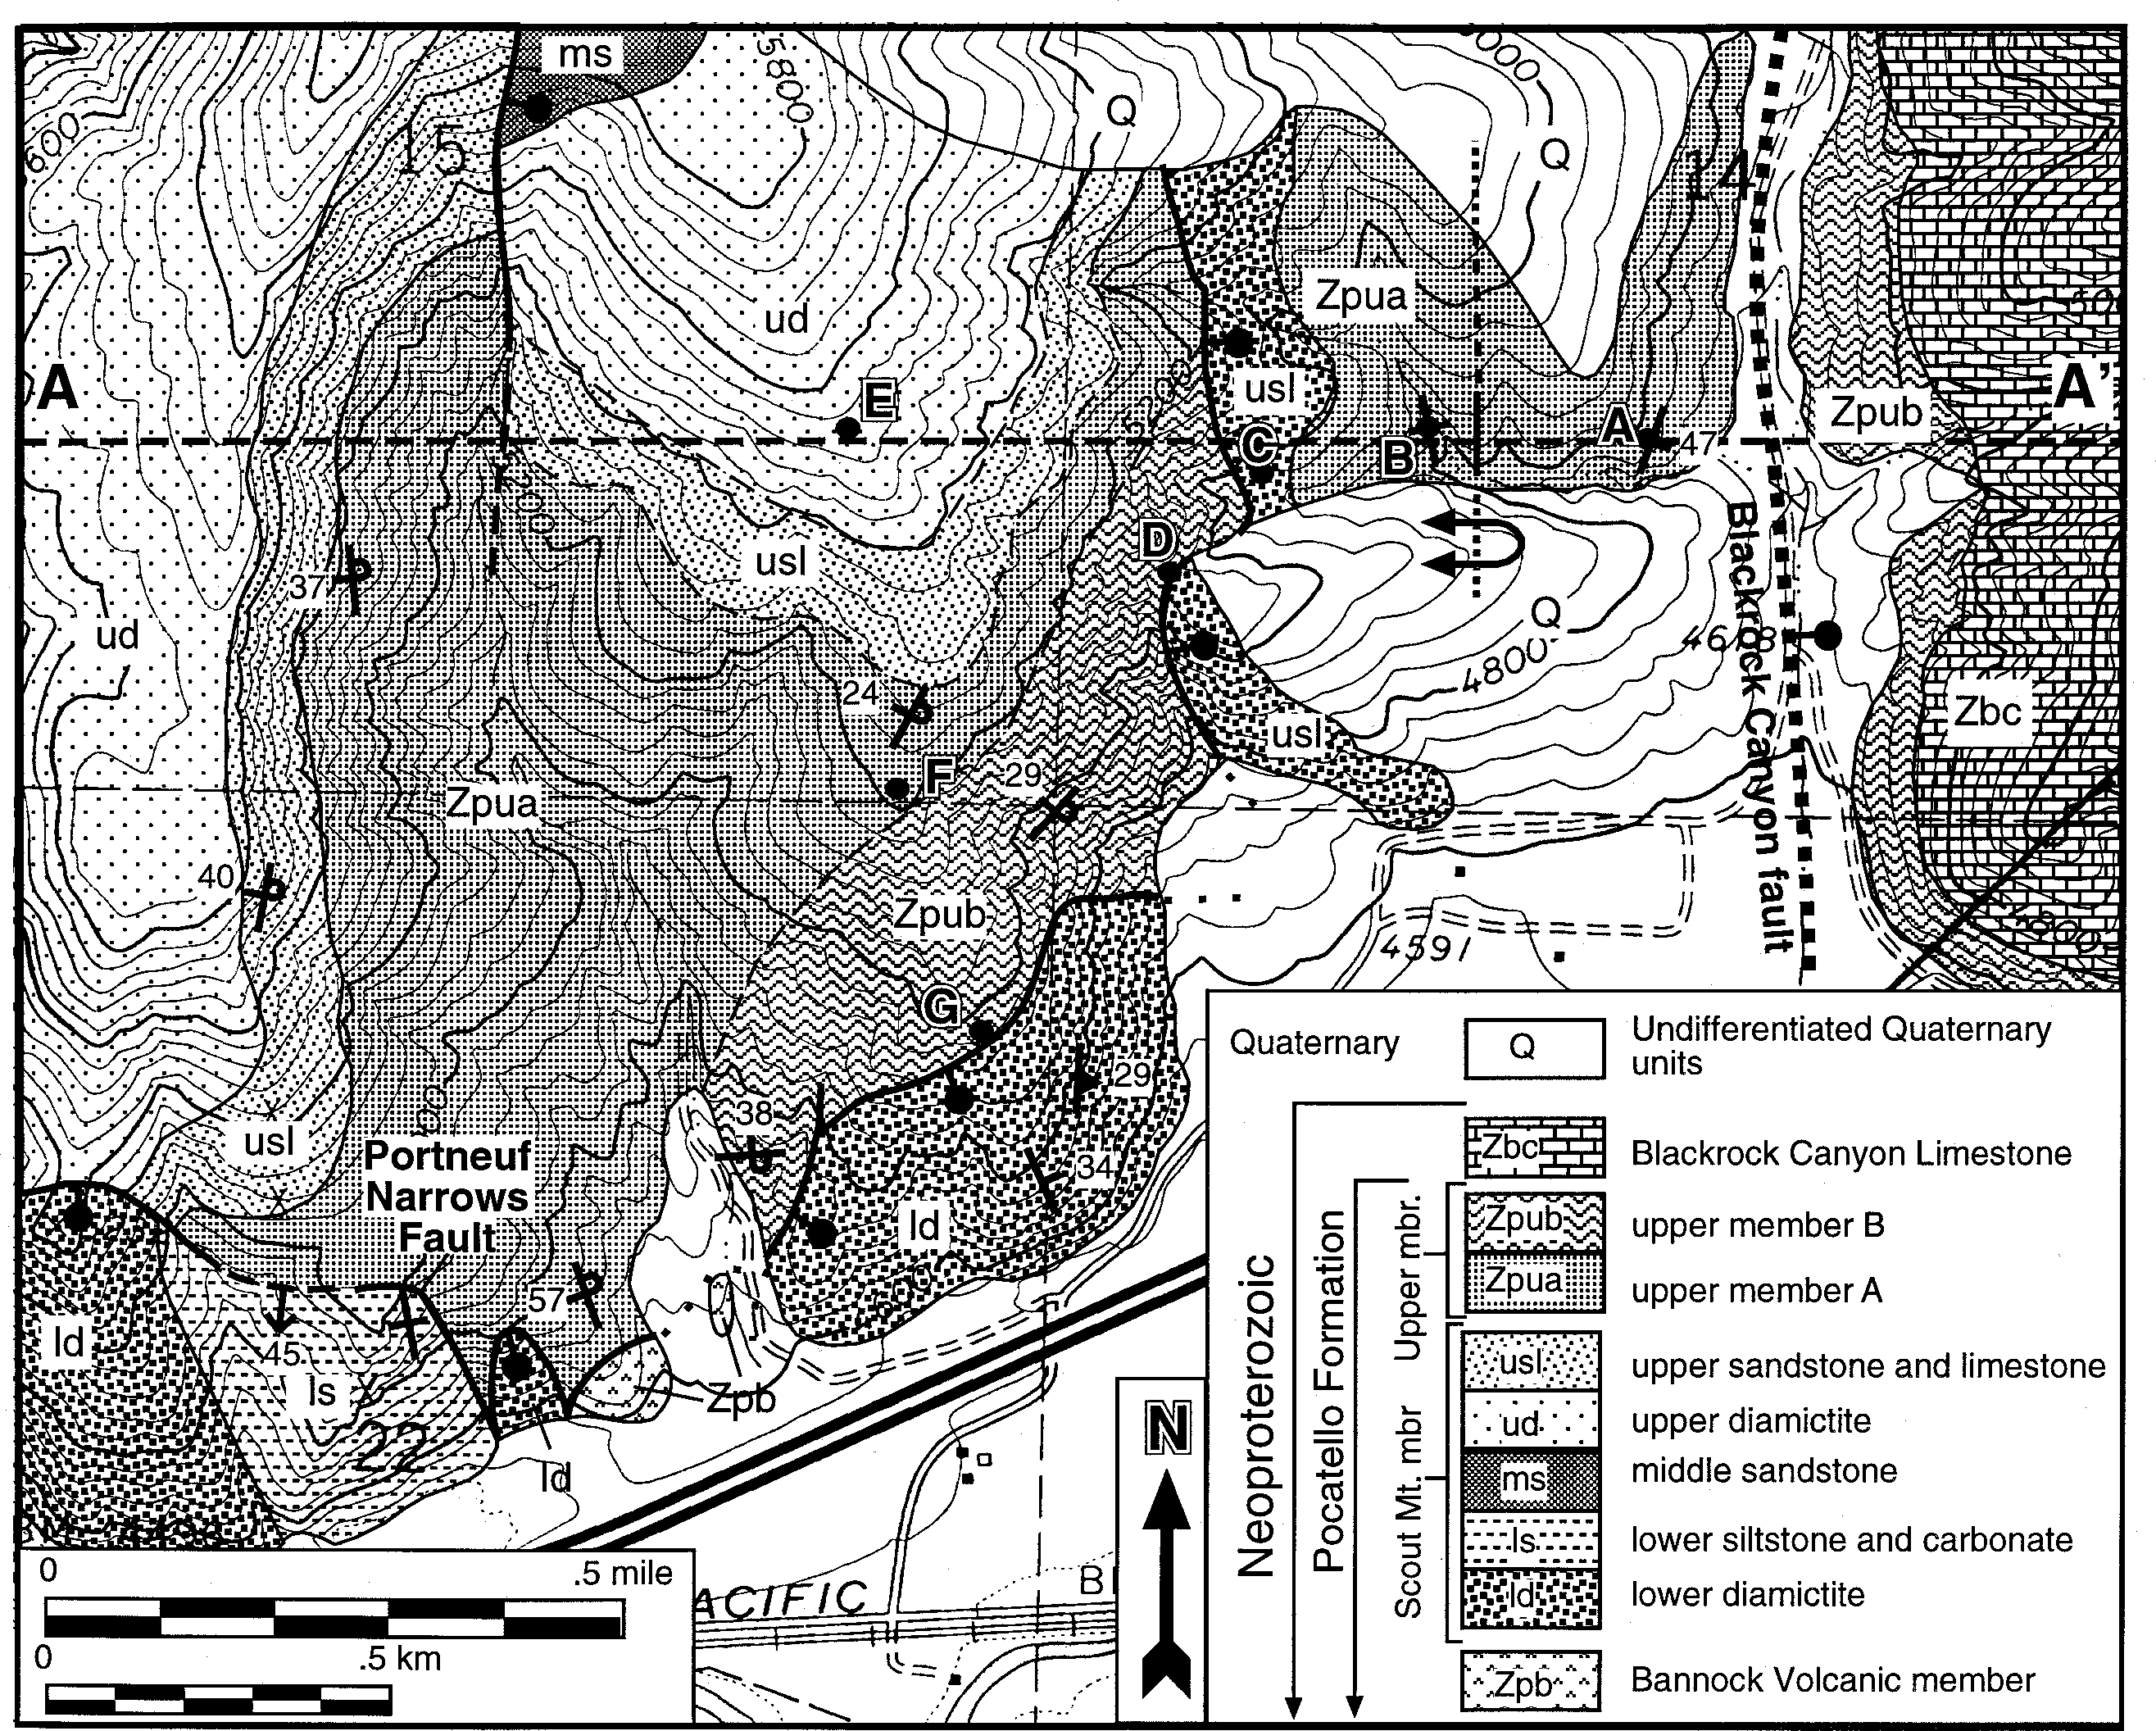 ms
5800
Q
Q
600
15
14
Zpua
ud
A
E
usl
C
B
A
47
Zpub
A'
5200
D
usl
37
ud
24
Q
4800
Blackrock Canyon fault
usl
Zbc
F
29
Zpua
40
Zpub
4591
G
38
29
usl
Portneuf
Narrows
Fault
34
ld
57
ld
45
ls
22
Zpb
ld
N
0 .5 mile
0 .5 km
ACIFIC
Quaternary
Q
Undifferentiated Quaternary
units
Neoproterozoic
Pocatello Formation
Upper mbr.
Scout Mt. mbr
Zbc
Blackrock Canyon Limestone
Zpub
upper member B
Zpua
upper member A
usl
upper sandstone and limestone
ud
upper diamictite
ms
middle sandstone
ls
lower siltstone and carbonate
ld
lower diamictite
Zpb
Bannock Volcanic member